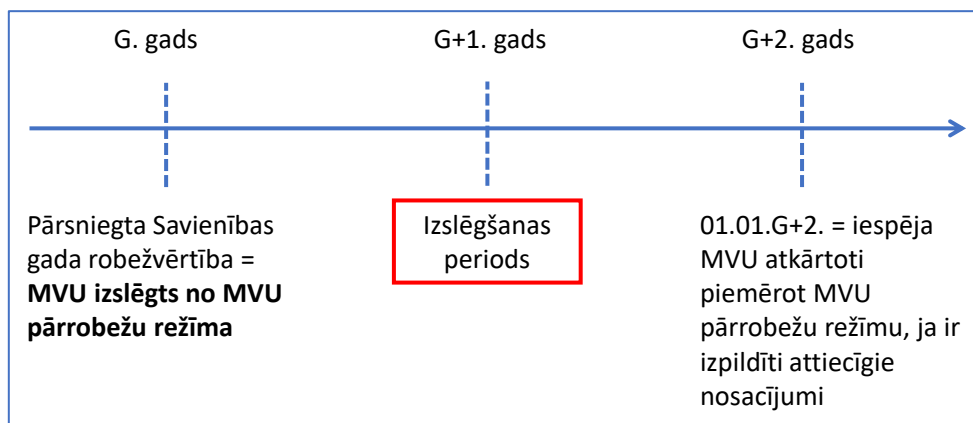 G. gads
G+1. gads
G+2. gads
Pārsniegta Savienības
gada robežvērtība =
MVU izslēgts no MVU
pārrobežu režīma
Izslēgšanas
periods
01.01.G+2. = iespēja
MVU atkārtoti
piemērot MVU
pārrobežu režīmu, ja ir
izpildīti attiecīgie
nosacījumi